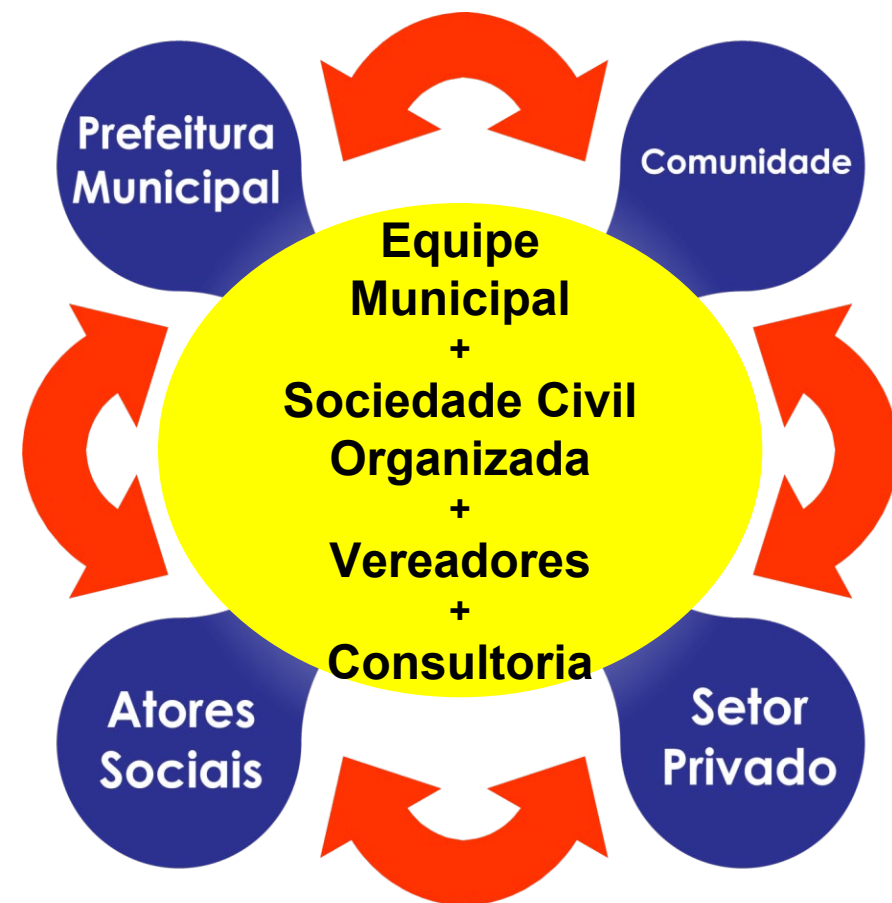 Prefeitura
Municipal
Comunidade
Equipe
Municipal
+
Sociedade Civil
Organizada
+
Vereadores
+
Consultoria
Atores
Sociais
Setor
Privado